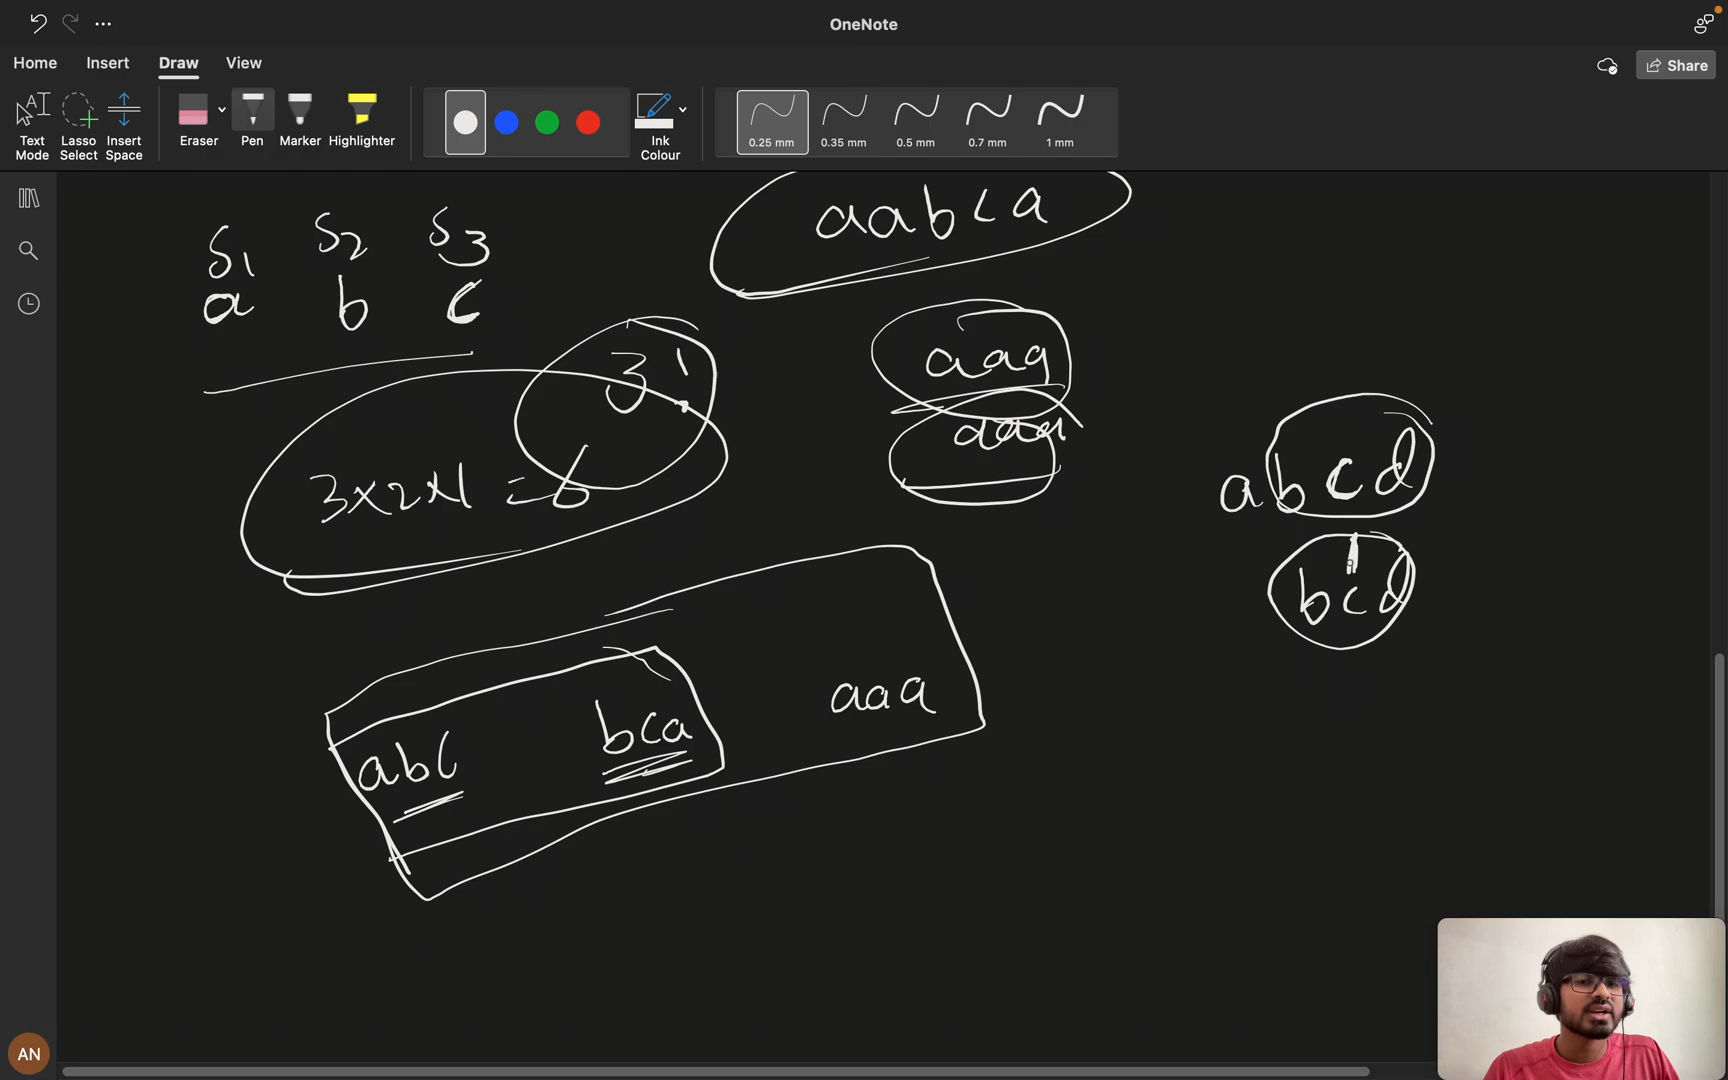 OneNote
Home Insert Draw View
Share
Text Mode
Lasso Select
Insert Space
Eraser
Pen
Marker
Highlighter
Ink Colour
0.25 mm
0.35 mm
0.5 mm
0.7 mm
1 mm
aabca
S1 S2 S3
a b c
3!
3x2x1 = 6
aaa
aaa
abcd
bcd
abc bca aaa
AN